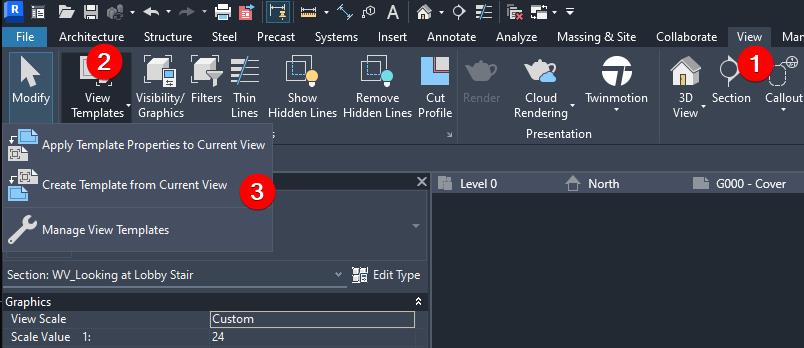 R
File Architecture Structure Steel Precast Systems Insert Annotate Analyze Massing & Site Collaborate View
1
2
Modify
View Templates
Visibility/ Graphics
Filters
Thin Lines
Show Hidden Lines
Remove Hidden Lines
Cut Profile
Render
Cloud Rendering
Twinmotion
3D View
Section
Callout
Presentation
Apply Template Properties to Current View
Create Template from Current View
3
Manage View Templates
Level 0 North G000 - Cover
Section: WV_Looking at Lobby Stair Edit Type
Graphics
View Scale Custom
Scale Value 1: 24